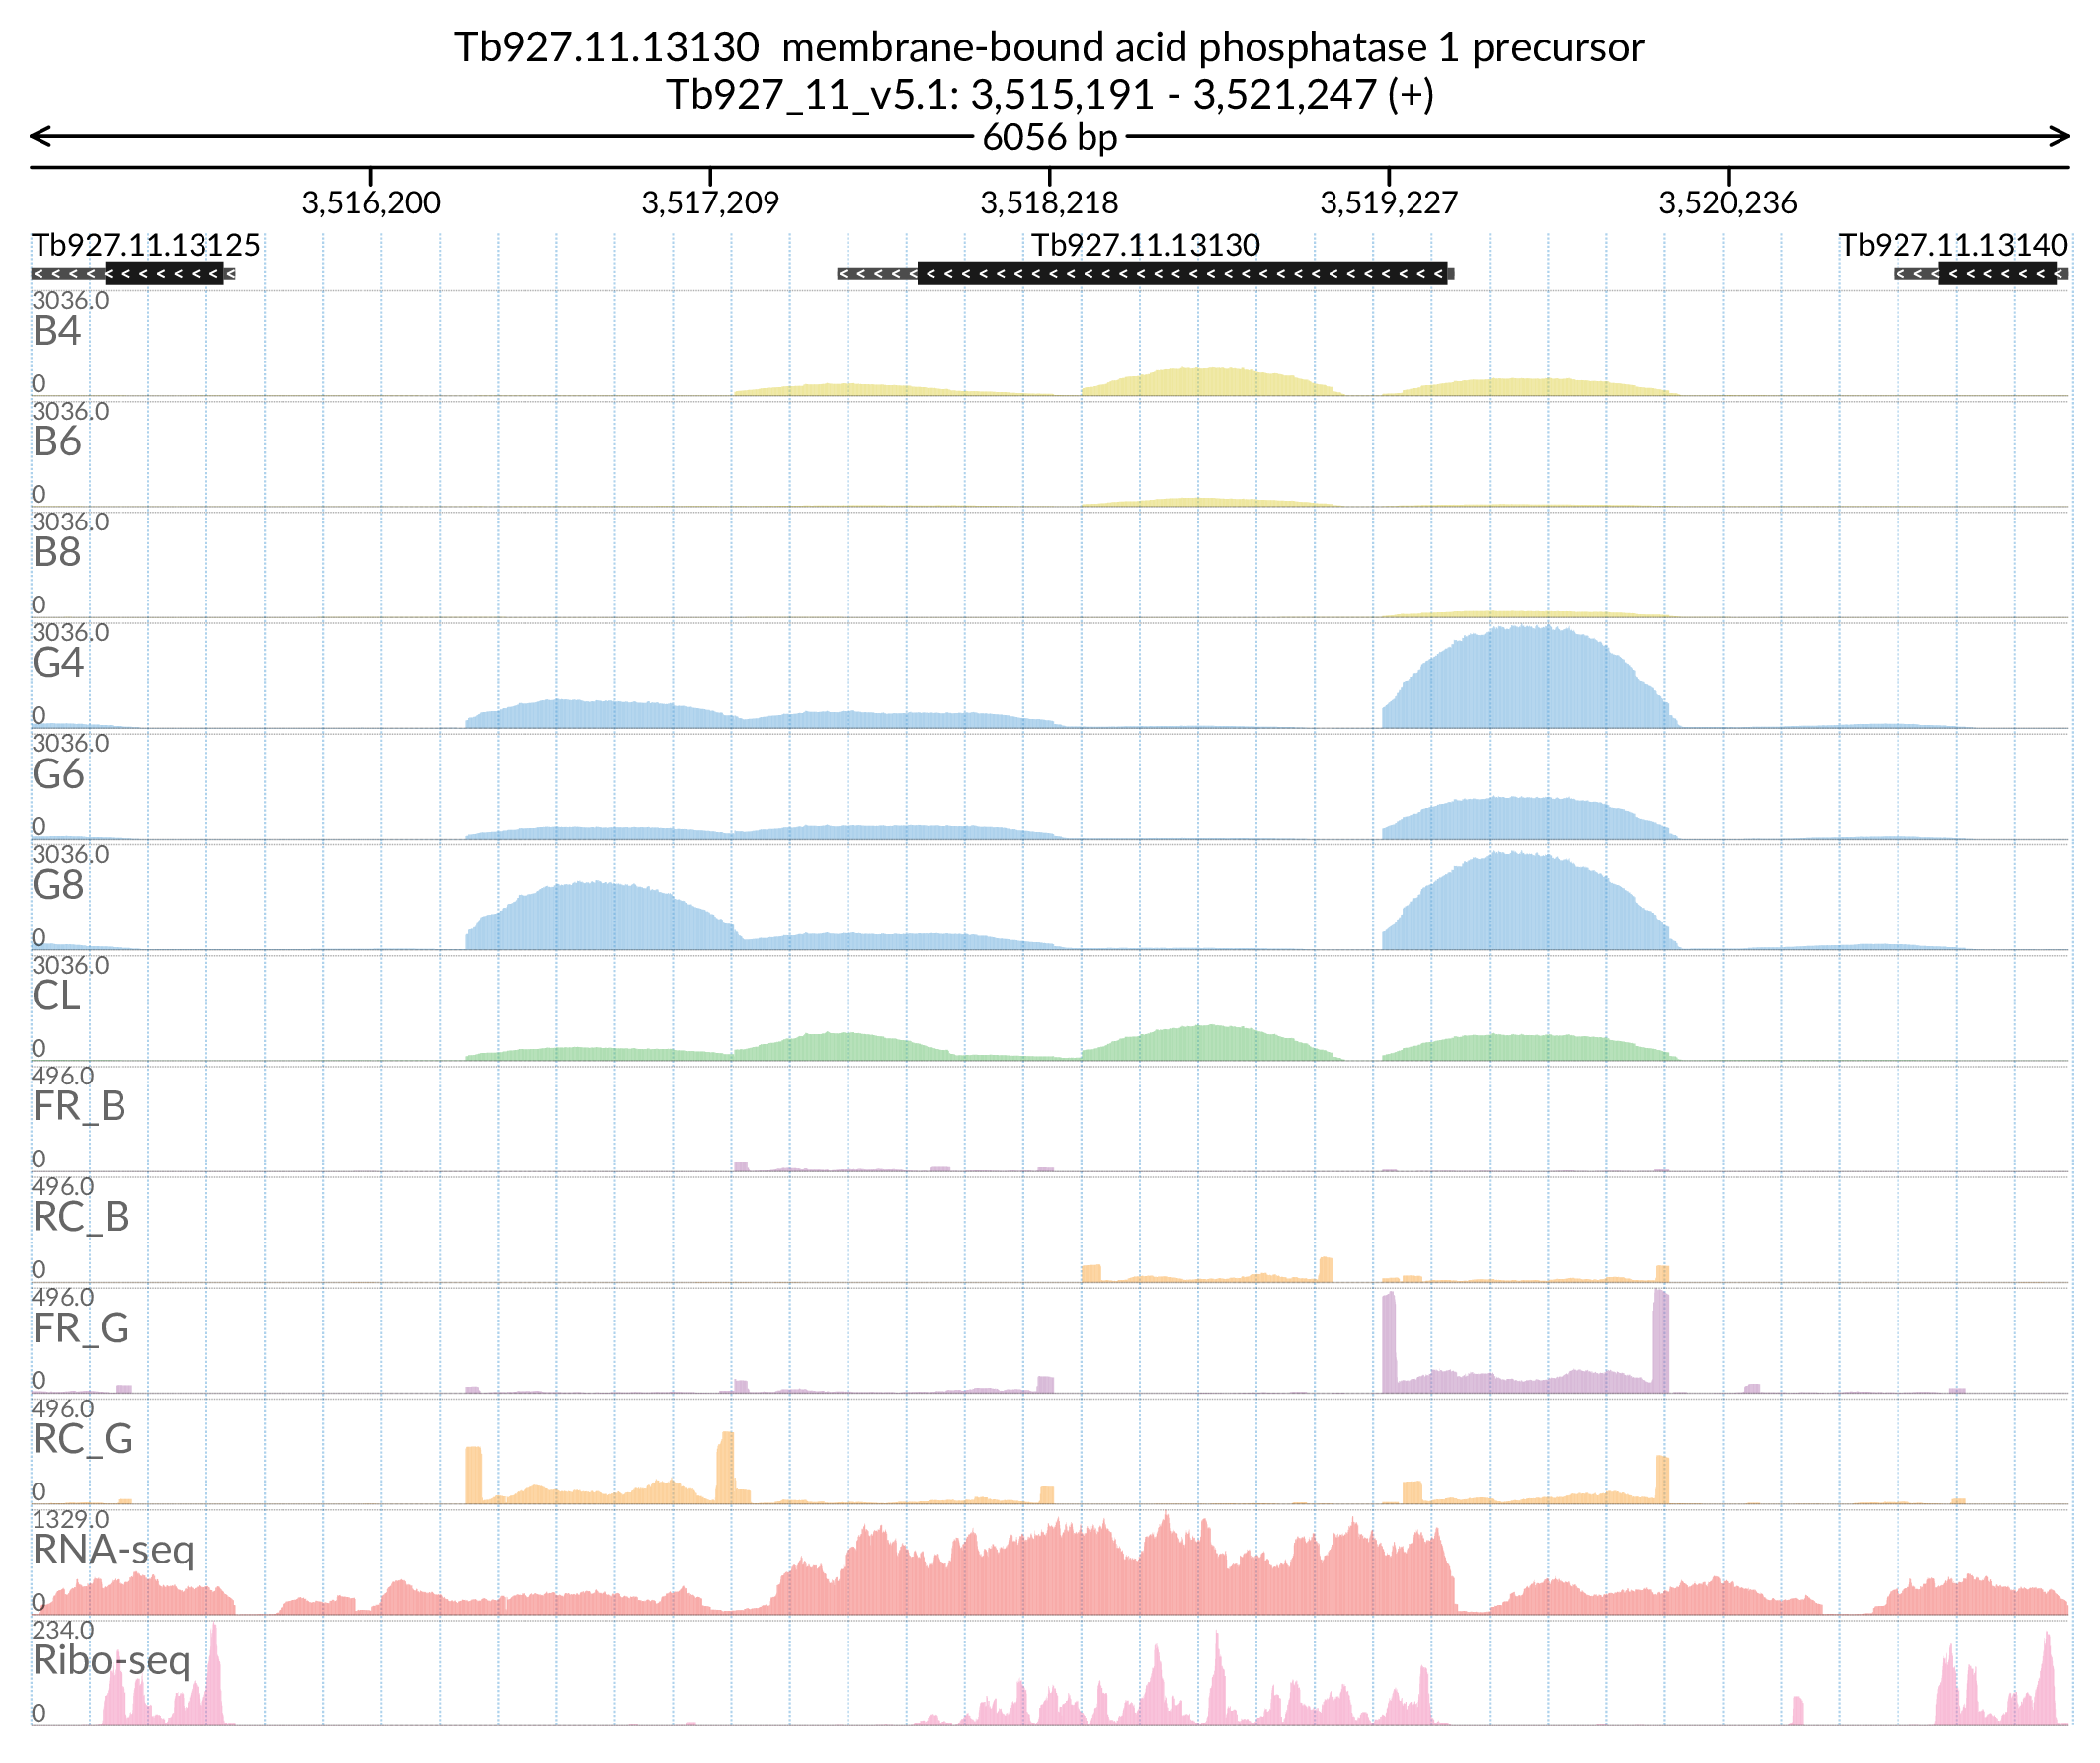 Tb927.11.13130  membrane-bound acid phosphatase 1 precursor
Tb927_11_v5.1: 3,515,191 - 3,521,247 (+)
6056 bp
3,516,200 3,517,209 3,518,218 3,519,227 3,520,236
Tb927.11.13125 Tb927.11.13130 Tb927.11.13140
3036.0
B4
0
3036.0
B6
0
3036.0
B8
0
3036.0
G4
0
3036.0
G6
0
3036.0
G8
0
3036.0
CL
0
496.0
FR_B
0
496.0
RC_B
0
496.0
FR_G
0
496.0
RC_G
0
1329.0
RNA-seq
0
234.0
Ribo-seq
0